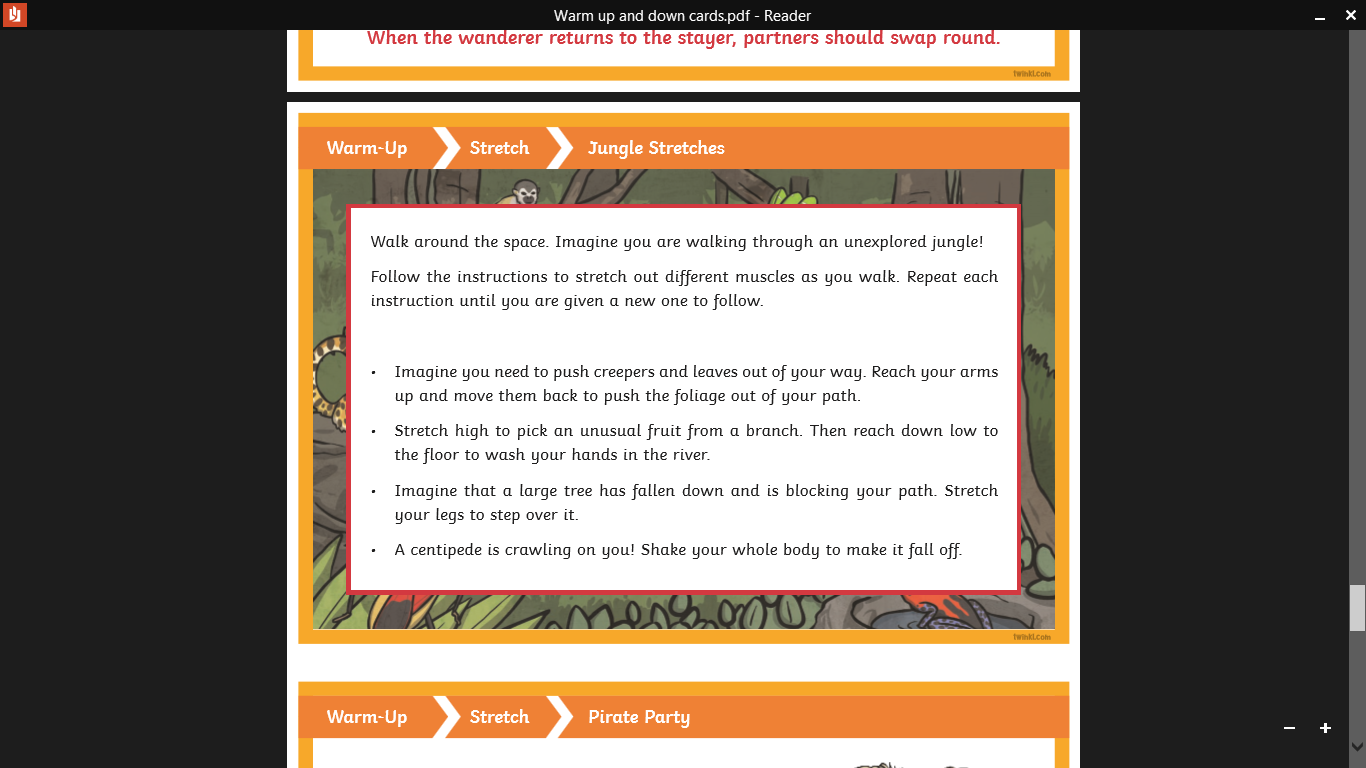 Warm up and down cards.pdf - Reader
When the wanderer returns to the stayer, partners should swap round.
twinkl.com
Warm-Up Stretch Jungle Stretches
Walk around the space. Imagine you are walking through an unexplored jungle!
Follow the instructions to stretch out different muscles as you walk. Repeat each
instruction until you are given a new one to follow.
• Imagine you need to push creepers and leaves out of your way. Reach your arms
up and move them back to push the foliage out of your path.
• Stretch high to pick an unusual fruit from a branch. Then reach down low to
the floor to wash your hands in the river.
• Imagine that a large tree has fallen down and is blocking your path. Stretch
your legs to step over it.
• A centipede is crawling on you! Shake your whole body to make it fall off.
twinkl.com
Warm-Up Stretch Pirate Party